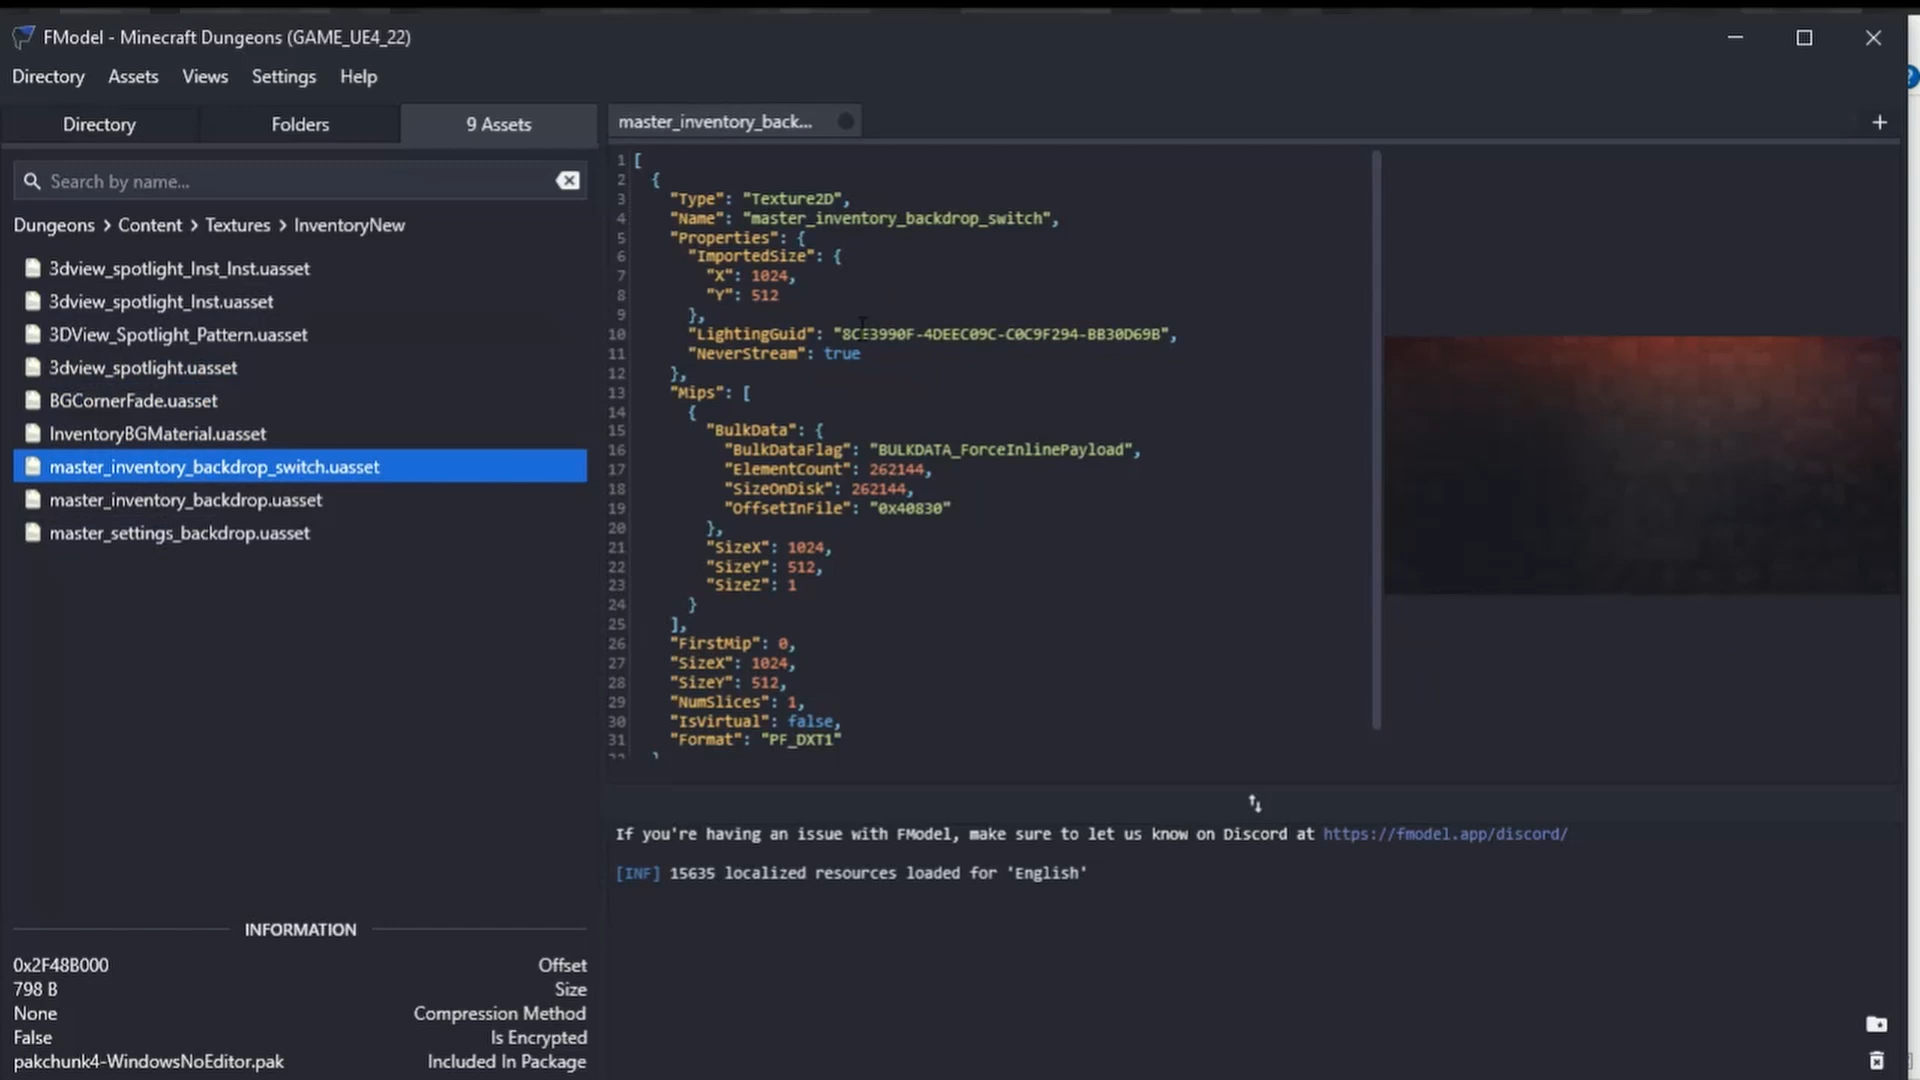 FModel - Minecraft Dungeons (GAME_UE4_22)
Directory Assets Views Settings Help
Directory Folders 9 Assets
Search by name...
Dungeons > Content > Textures > InventoryNew
3dview_spotlight_Inst_Inst.uasset
3dview_spotlight_Inst.uasset
3DView_Spotlight_Pattern.uasset
3dview_spotlight.uasset
BGCornerFade.uasset
InventoryBGMaterial.uasset
master_inventory_backdrop_switch.uasset
master_inventory_backdrop.uasset
master_settings_backdrop.uasset
INFORMATION
0x2F48B000 Offset
798 B Size
None Compression Method
False Is Encrypted
pakchunk4-WindowsNoEditor.pak Included In Package
master_inventory_back...
1 [
2 {
3 "Type": "Texture2D",
4 "Name": "master_inventory_backdrop_switch",
5 "Properties": {
6 "ImportedSize": {
7 "X": 1024,
8 "Y": 512
9 },
10 "LightingGuid": "8CE3990F-4DEEC09C-C0C9F294-BB30D69B",
11 "NeverStream": true
12 },
13 "Mips": [
14 {
15 "BulkData": {
16 "BulkDataFlag": "BULKDATA_ForceInlinePayload",
17 "ElementCount": 262144,
18 "SizeOnDisk": 262144,
19 "OffsetInFile": "0x40830"
20 },
21 "SizeX": 1024,
22 "SizeY": 512,
23 "SizeZ": 1
24 }
25 ],
26 "FirstMip": 0,
27 "SizeX": 1024,
28 "SizeY": 512,
29 "NumSlices": 1,
30 "IsVirtual": false,
31 "Format": "PF_DXT1"
If you're having an issue with FModel, make sure to let us know on Discord at https://fmodel.app/discord/
[INF] 15635 localized resources loaded for 'English'